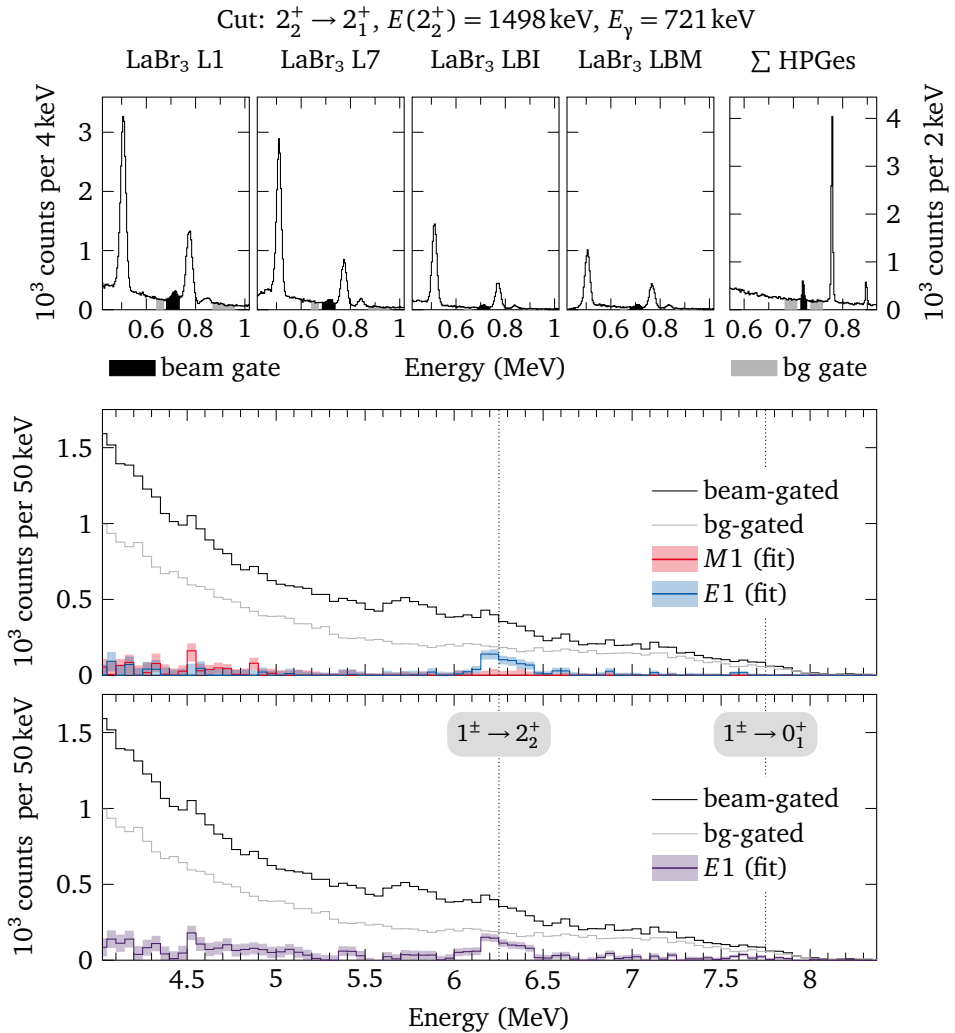 Cut: 2₂⁺ → 2₁⁺, E(2₂⁺) = 1498 keV, Eᵧ = 721 keV
LaBr₃ L1 LaBr₃ L7 LaBr₃ LBI LaBr₃ LBM ∑ HPGes
10³ counts per 4 keV
3
2
1
0
10³ counts per 2 keV
4
3
2
1
0
0.6 0.8 1 0.6 0.8 1 0.6 0.8 1 0.6 0.8 1 0.6 0.7 0.8
beam gate Energy (MeV) bg gate
10³ counts per 50 keV
1.5
1
0.5
0
beam-gated
bg-gated
M1 (fit)
E1 (fit)
10³ counts per 50 keV
1.5
1
0.5
0
1± → 2₂⁺ 1± → 0₁⁺
beam-gated
bg-gated
E1 (fit)
4.5 5 5.5 6 6.5 7 7.5 8
Energy (MeV)